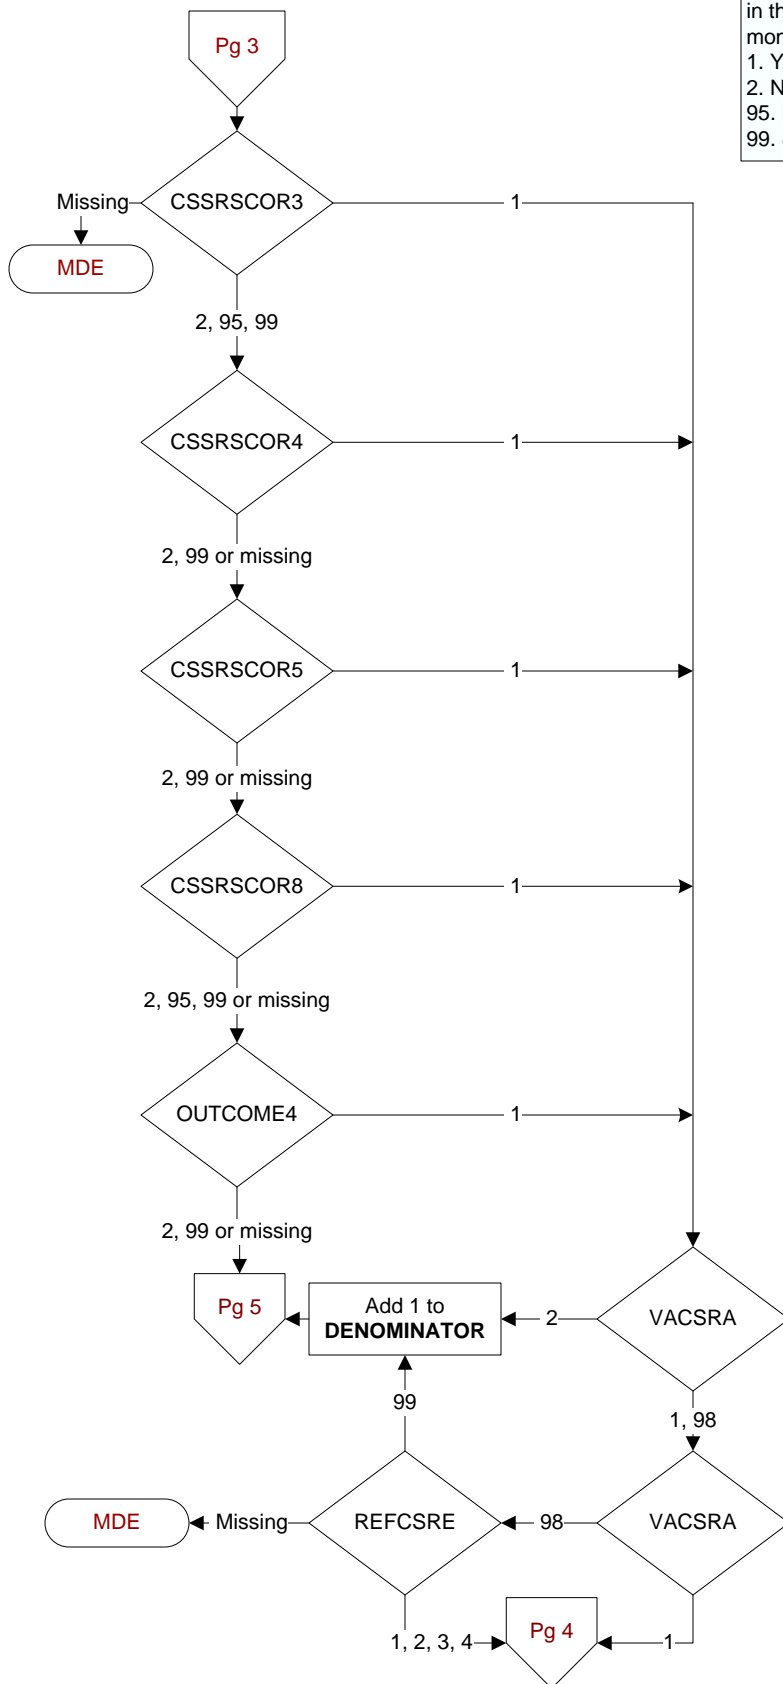 Pg 3
in th
mon
1. Y
2. N
95.
99.
CSSRSCOR3
Missing
1
MDE
2, 95, 99
CSSRSCOR4
1
2, 99 or missing
CSSRSCOR5
1
2, 99 or missing
CSSRSCOR8
1
2, 95, 99 or missing
OUTCOME4
1
2, 99 or missing
Pg 5
Add 1 to
DENOMINATOR
2
VACSRA
99
1, 98
MDE
Missing
REFCSRE
98
VACSRA
1, 2, 3, 4
Pg 4
1